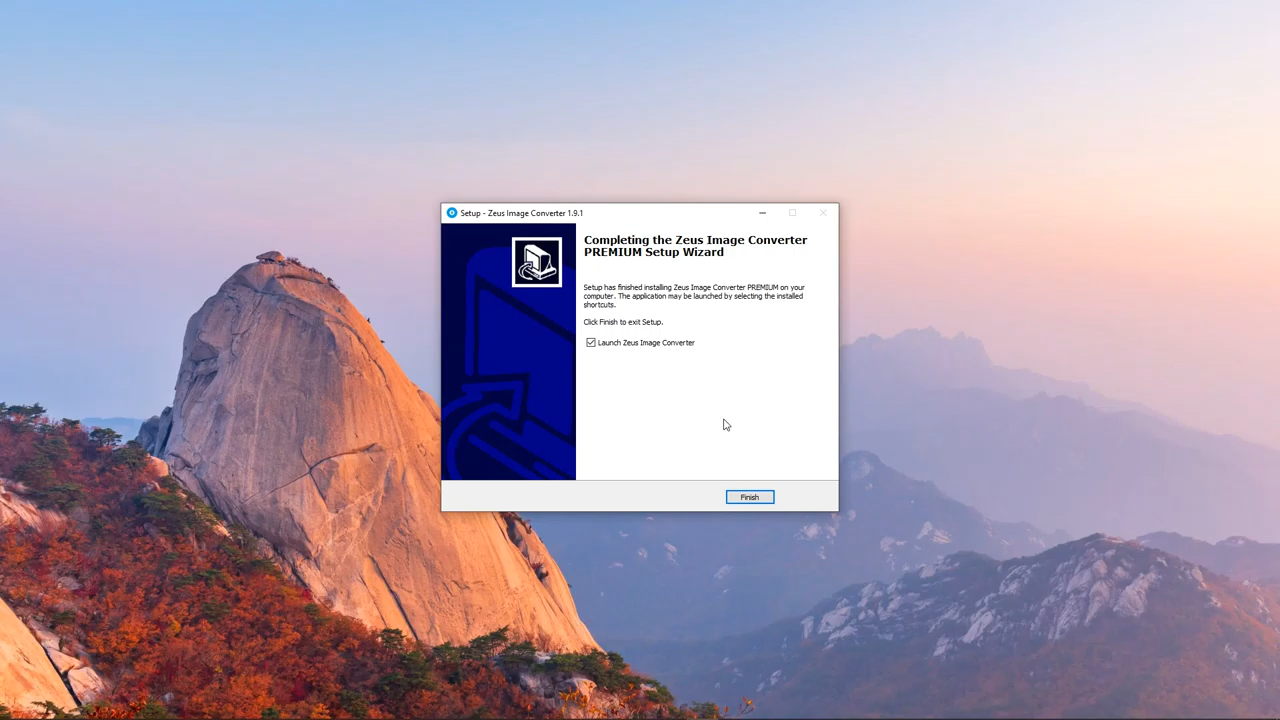 Setup - Zeus Image Converter 1.9.1
Completing the Zeus Image Converter
PREMIUM Setup Wizard
Setup has finished installing Zeus Image Converter PREMIUM on your
computer. The application may be launched by selecting the installed
shortcuts.
Click Finish to exit Setup.
Launch Zeus Image Converter
Finish